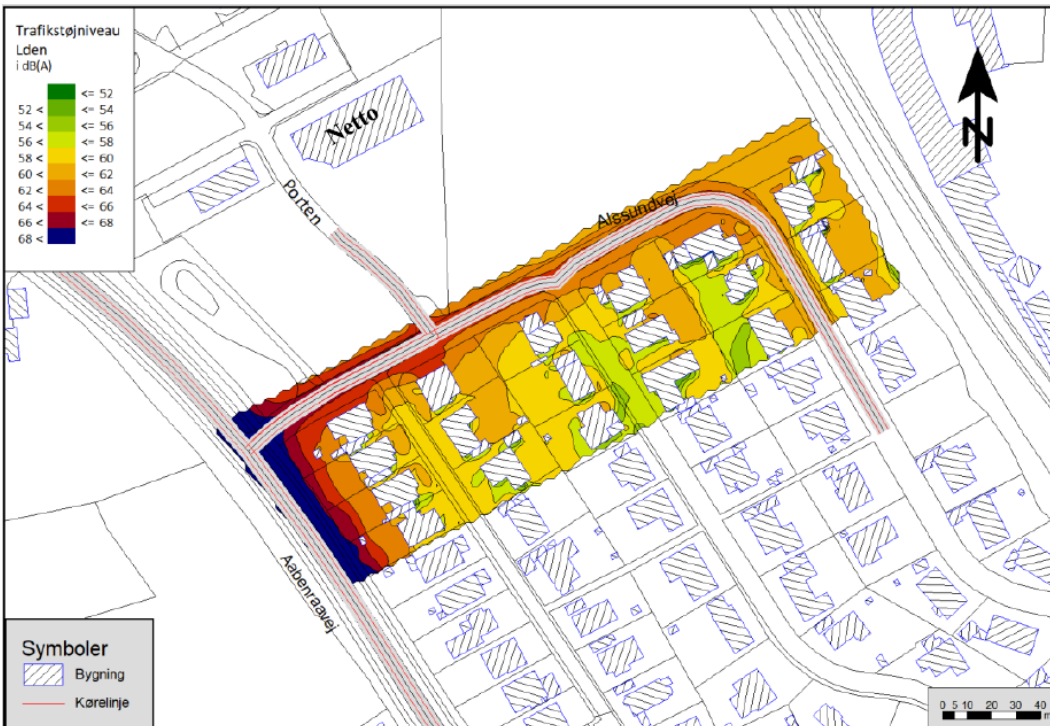 Trafikstøjniveau
Lden
i dB(A)
<= 52
52 < <= 54
54 < <= 56
56 < <= 58
58 < <= 60
60 < <= 62
62 < <= 64
64 < <= 66
66 < <= 68
68 <
Netto
N
Porten
Alssundvej
Aabenraavej
Symboler
Bygning
Kørelinje
0 5 10 20 30 40
m